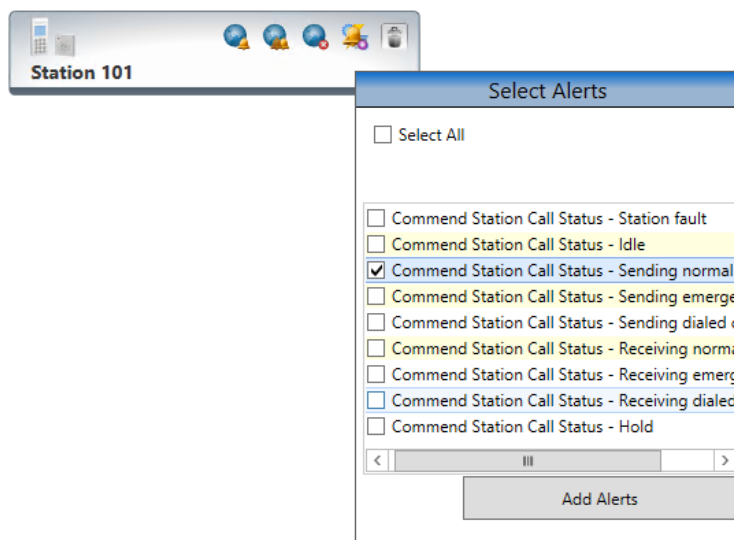 Station 101
Select Alerts
Select All
Commend Station Call Status - Station fault
Commend Station Call Status - Idle
Commend Station Call Status - Sending normal
Commend Station Call Status - Sending
Commend Station Call Status - Sending dialed
Commend Station Call Status - Receiving
Commend Station Call Status - Receiving
Commend Station Call Status - Receiving dialed
Commend Station Call Status - Hold
Add Alerts